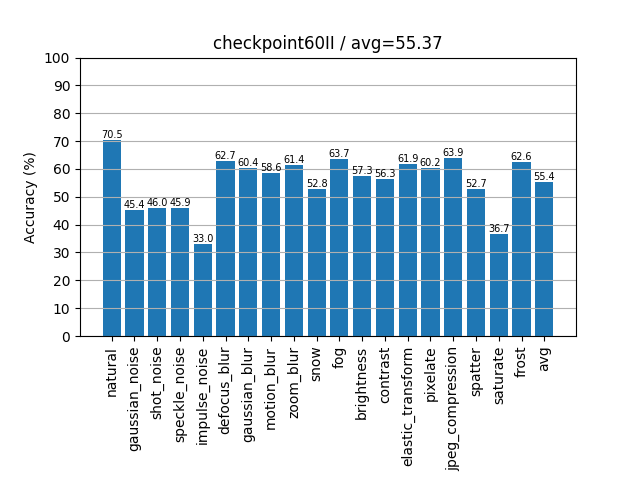 checkpoint60II / avg=55.37
Accuracy (%)
100
90
80
70
60
50
40
30
20
10
0
70.5
45.4
46.0
45.9
33.0
62.7
60.4
58.6
61.4
52.8
63.7
57.3
56.3
61.9
60.2
63.9
52.7
36.7
62.6
55.4
natural
gaussian_noise
shot_noise
speckle_noise
impulse_noise
defocus_blur
gaussian_blur
motion_blur
zoom_blur
snow
fog
brightness
contrast
elastic_transform
pixelate
jpeg_compression
spatter
saturate
frost
avg